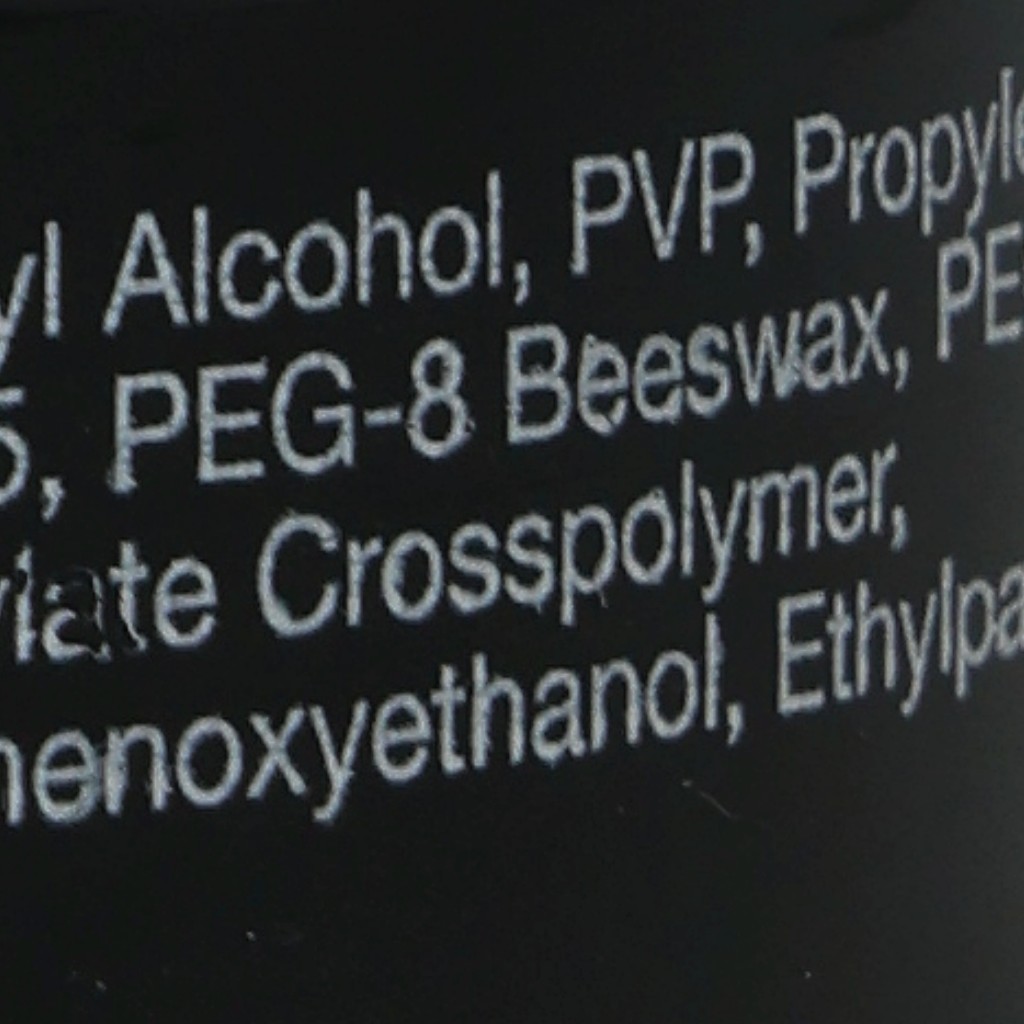 yl Alcohol, PVP, Propyle
5, PEG-8 Beeswax, PE
ylate Crosspolymer,
henoxyethanol, Ethylpa